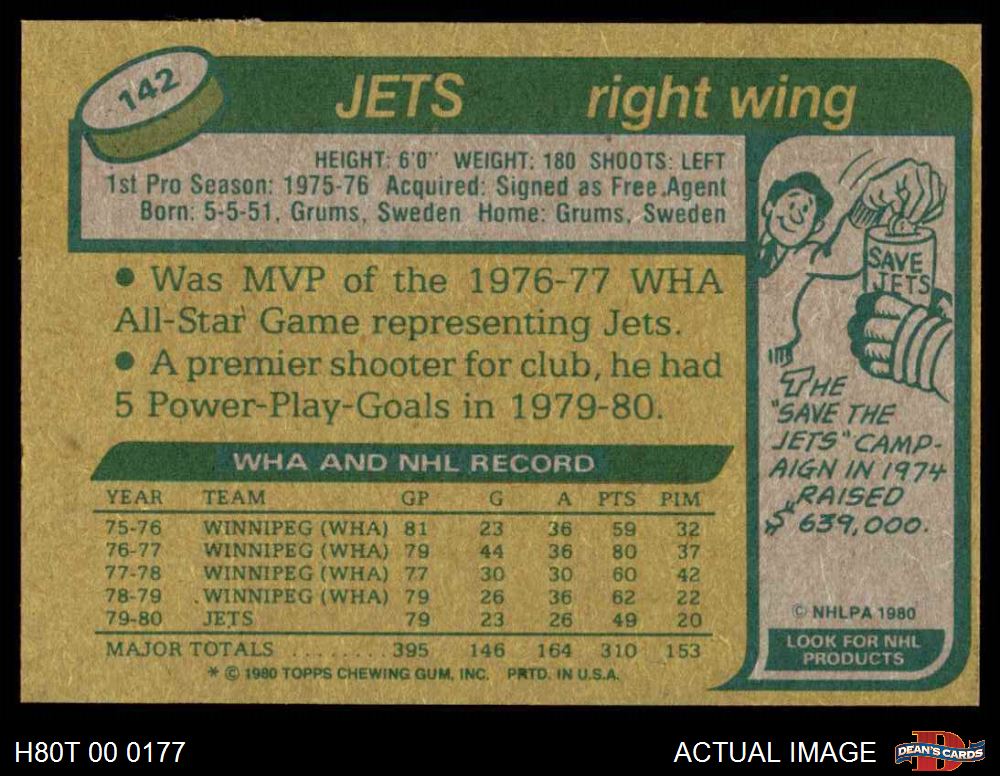 142
JETS right wing
HEIGHT: 6'0" WEIGHT: 180 SHOOTS: LEFT
1st Pro Season: 1975-76 Acquired: Signed as Free Agent
Born: 5-5-51, Grums, Sweden Home: Grums, Sweden
• Was MVP of the 1976-77 WHA
All-Star Game representing Jets.
• A premier shooter for club, he had
5 Power-Play-Goals in 1979-80.
WHA AND NHL RECORD
YEAR TEAM GP G A PTS PIM
75-76 WINNIPEG (WHA) 81 23 36 59 32
76-77 WINNIPEG (WHA) 79 44 36 80 37
77-78 WINNIPEG (WHA) 77 30 30 60 42
78-79 WINNIPEG (WHA) 79 26 36 62 22
79-80 JETS 79 23 26 49 20
MAJOR TOTALS ........ 395 146 164 310 153
* © 1980 TOPPS CHEWING GUM, INC. PRTD. IN U.S.A.
SAVE
JETS
THE
"SAVE THE
JETS" CAMP-
AIGN IN 1974
RAISED
$639,000.
© NHLPA 1980
LOOK FOR NHL
PRODUCTS
H80T 00 0177
ACTUAL IMAGE
DEAN'S CARDS